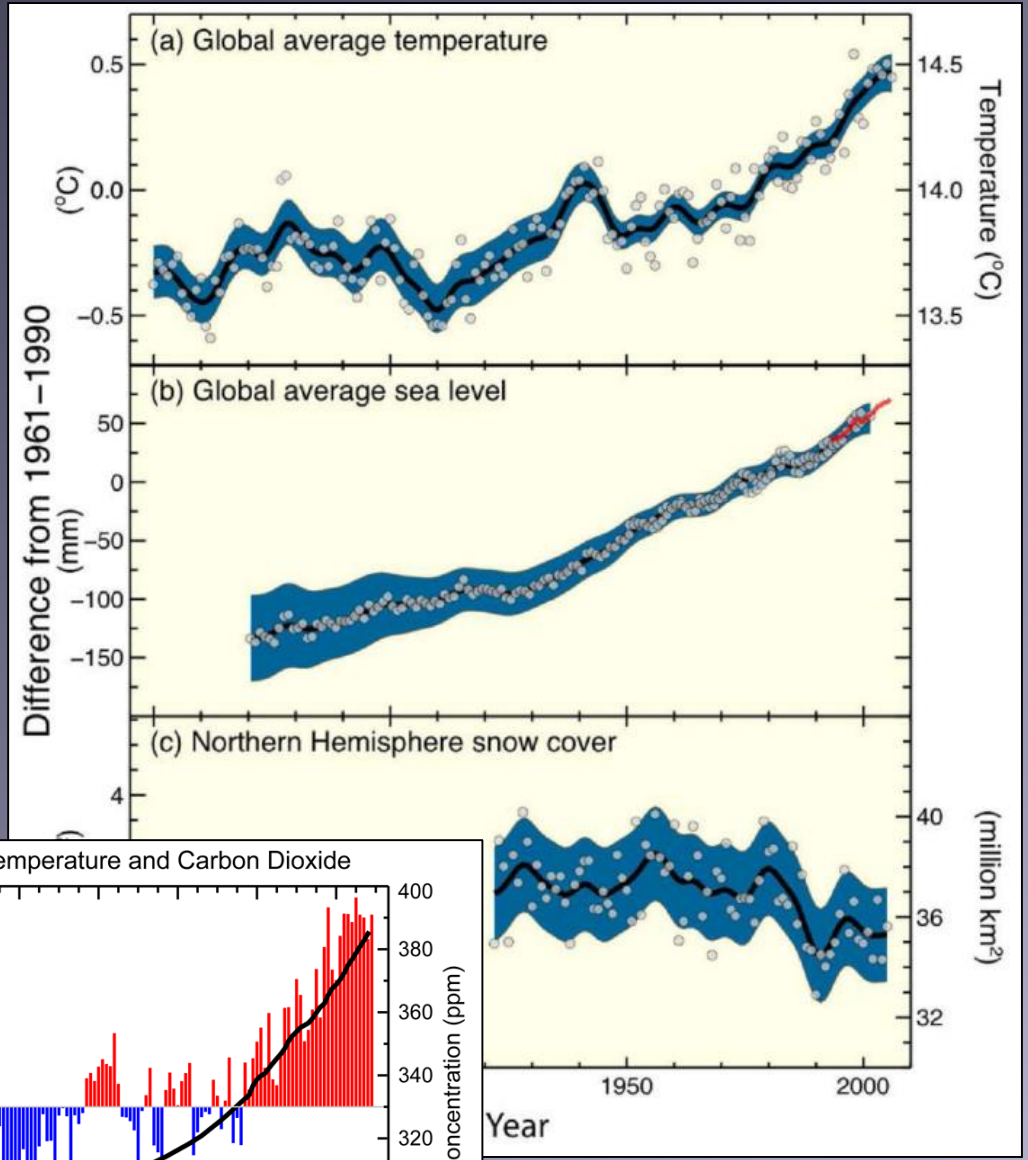 (a) Global average temperature
0.5
0.0
−0.5
(°C)
14.5
14.0
13.5
Temperature (°C)
Difference from 1961−1990
(b) Global average sea level
50
0
−50
−100
−150
(mm)
(c) Northern Hemisphere snow cover
4
40
36
32
(million km²)
1950
2000
Year
and Carbon Dioxide
400
380
360
340
320
(ppm)